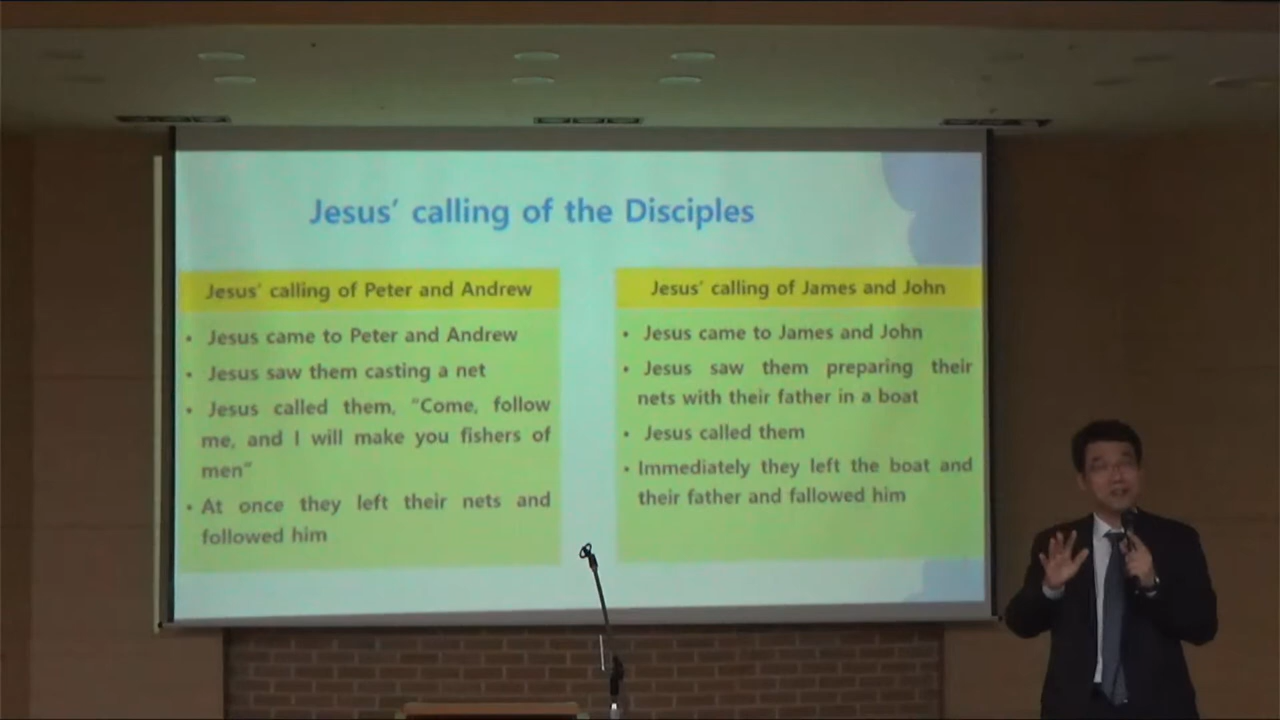 Jesus' calling of the Disciples
Jesus' calling of Peter and Andrew
• Jesus came to Peter and Andrew
• Jesus saw them casting a net
• Jesus called them, "Come, follow
me, and I will make you fishers of
men"
• At once they left their nets and
followed him
Jesus' calling of James and John
• Jesus came to James and John
• Jesus saw them preparing their
nets with their father in a boat
• Jesus called them
• Immediately they left the boat and
their father and fallowed him